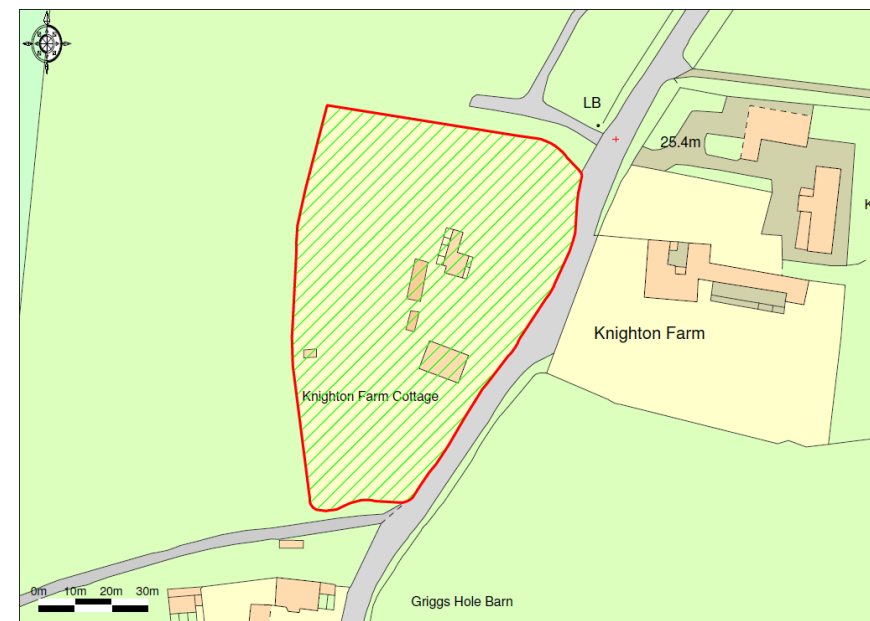 LB
25.4m
K
Knighton Farm
Knighton Farm Cottage
0m 10m 20m 30m
Griggs Hole Barn